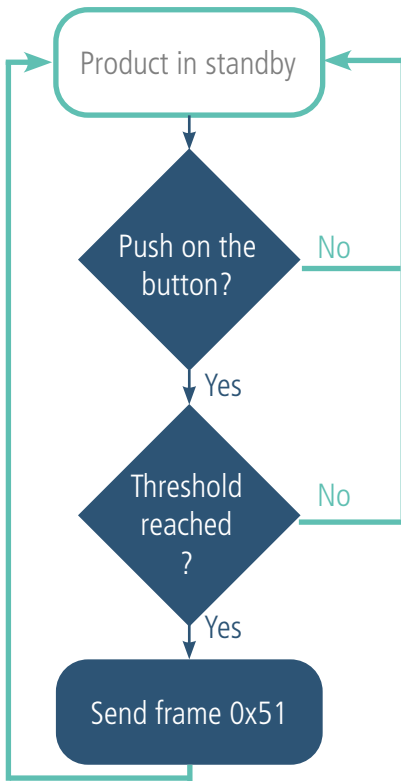 Product in standby
Push on the
button?
No
Yes
Threshold
reached
?
No
Yes
Send frame 0x51